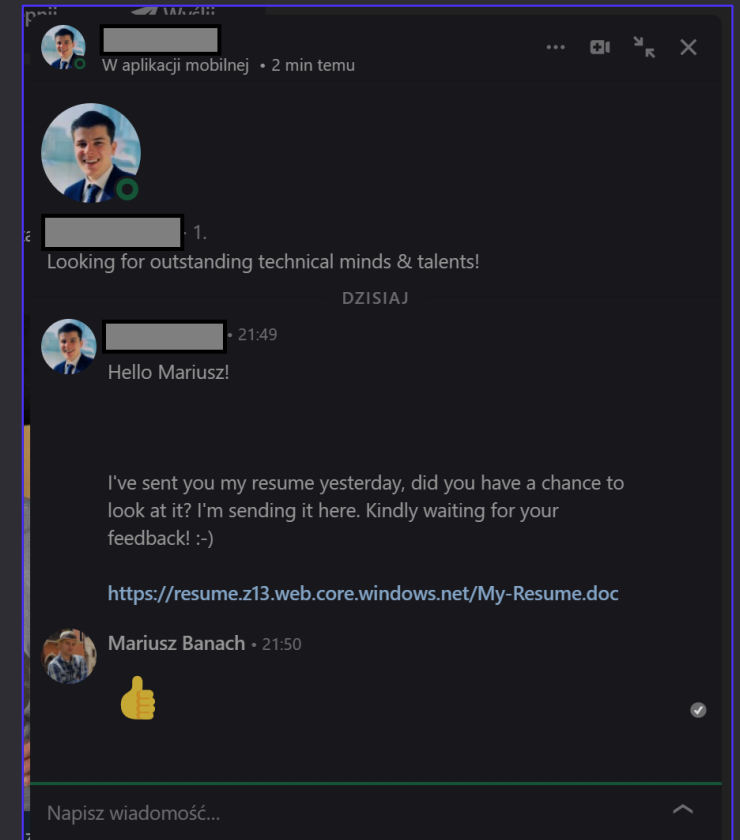 Wyślij
W aplikacji mobilnej • 2 min temu
· 1.
Looking for outstanding technical minds & talents!
DZISIAJ
• 21:49
Hello Mariusz!
I've sent you my resume yesterday, did you have a chance to
look at it? I'm sending it here. Kindly waiting for your
feedback! :-)
https://resume.z13.web.core.windows.net/My-Resume.doc
Mariusz Banach • 21:50
Napisz wiadomość...